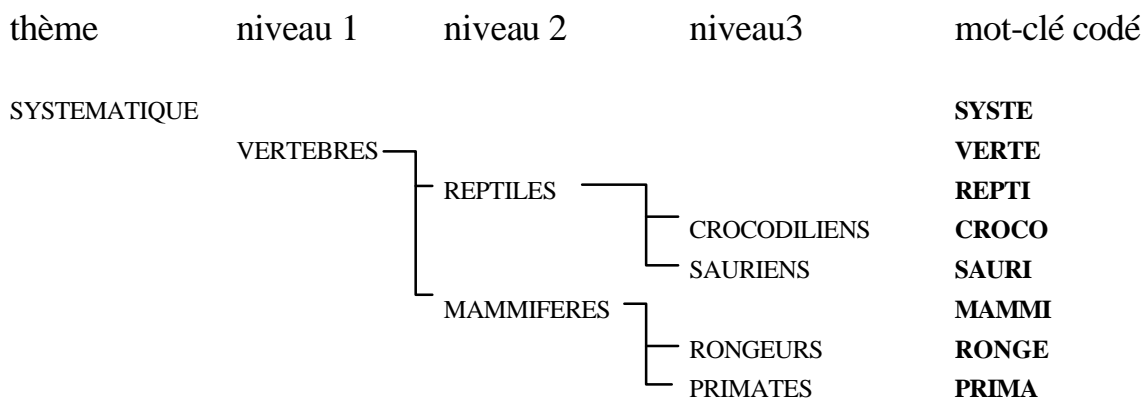 thème niveau 1 niveau 2 niveau3 mot-clé codé
SYSTEMATIQUE SYSTE
VERTEBRES VERTE
REPTILES REPTI
CROCODILIENS CROCO
SAURIENS SAURI
MAMMIFERES MAMMI
RONGEURS RONGE
PRIMATES PRIMA